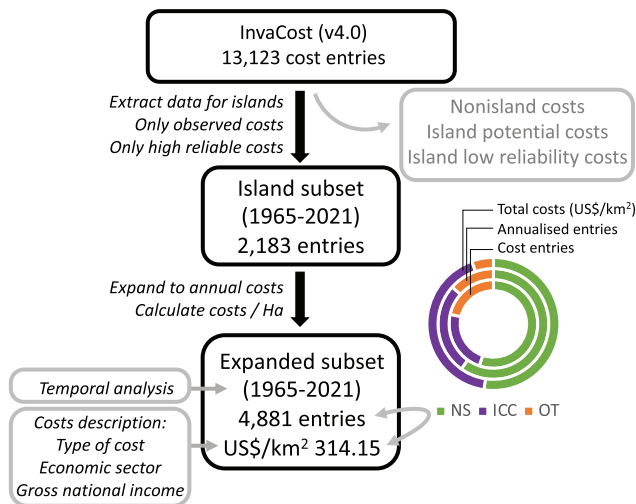 InvaCost (v4.0)
13,123 cost entries
Extract data for islands
Only observed costs
Only high reliable costs
Nonisland costs
Island potential costs
Island low reliability costs
Island subset
(1965-2021)
2,183 entries
Total costs (US$/km²)
Annualised entries
Cost entries
Expand to annual costs
Calculate costs / Ha
Expanded subset
(1965-2021)
4,881 entries
US$/km² 314.15
Temporal analysis
Costs description:
Type of cost
Economic sector
Gross national income
NS ICC OT